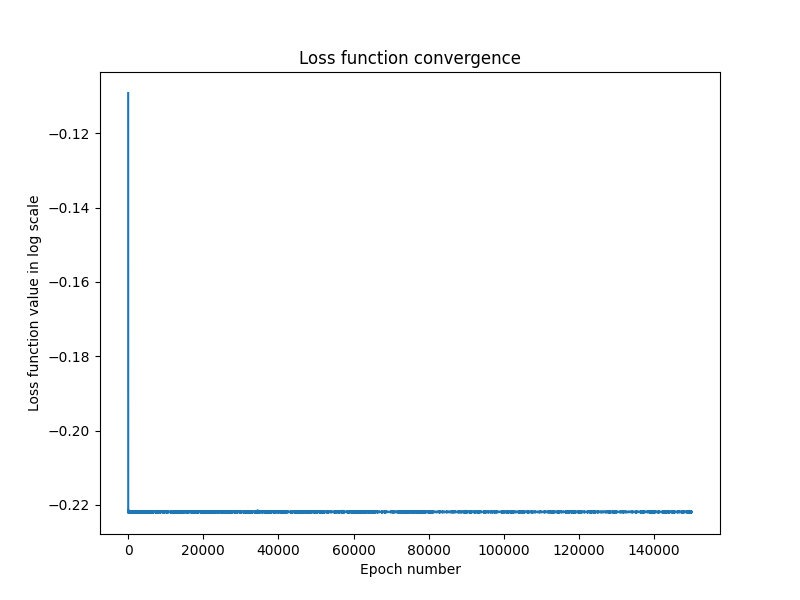 Loss function convergence
−0.12
−0.14
−0.16
−0.18
−0.20
−0.22
Loss function value in log scale
0 20000 40000 60000 80000 100000 120000 140000
Epoch number